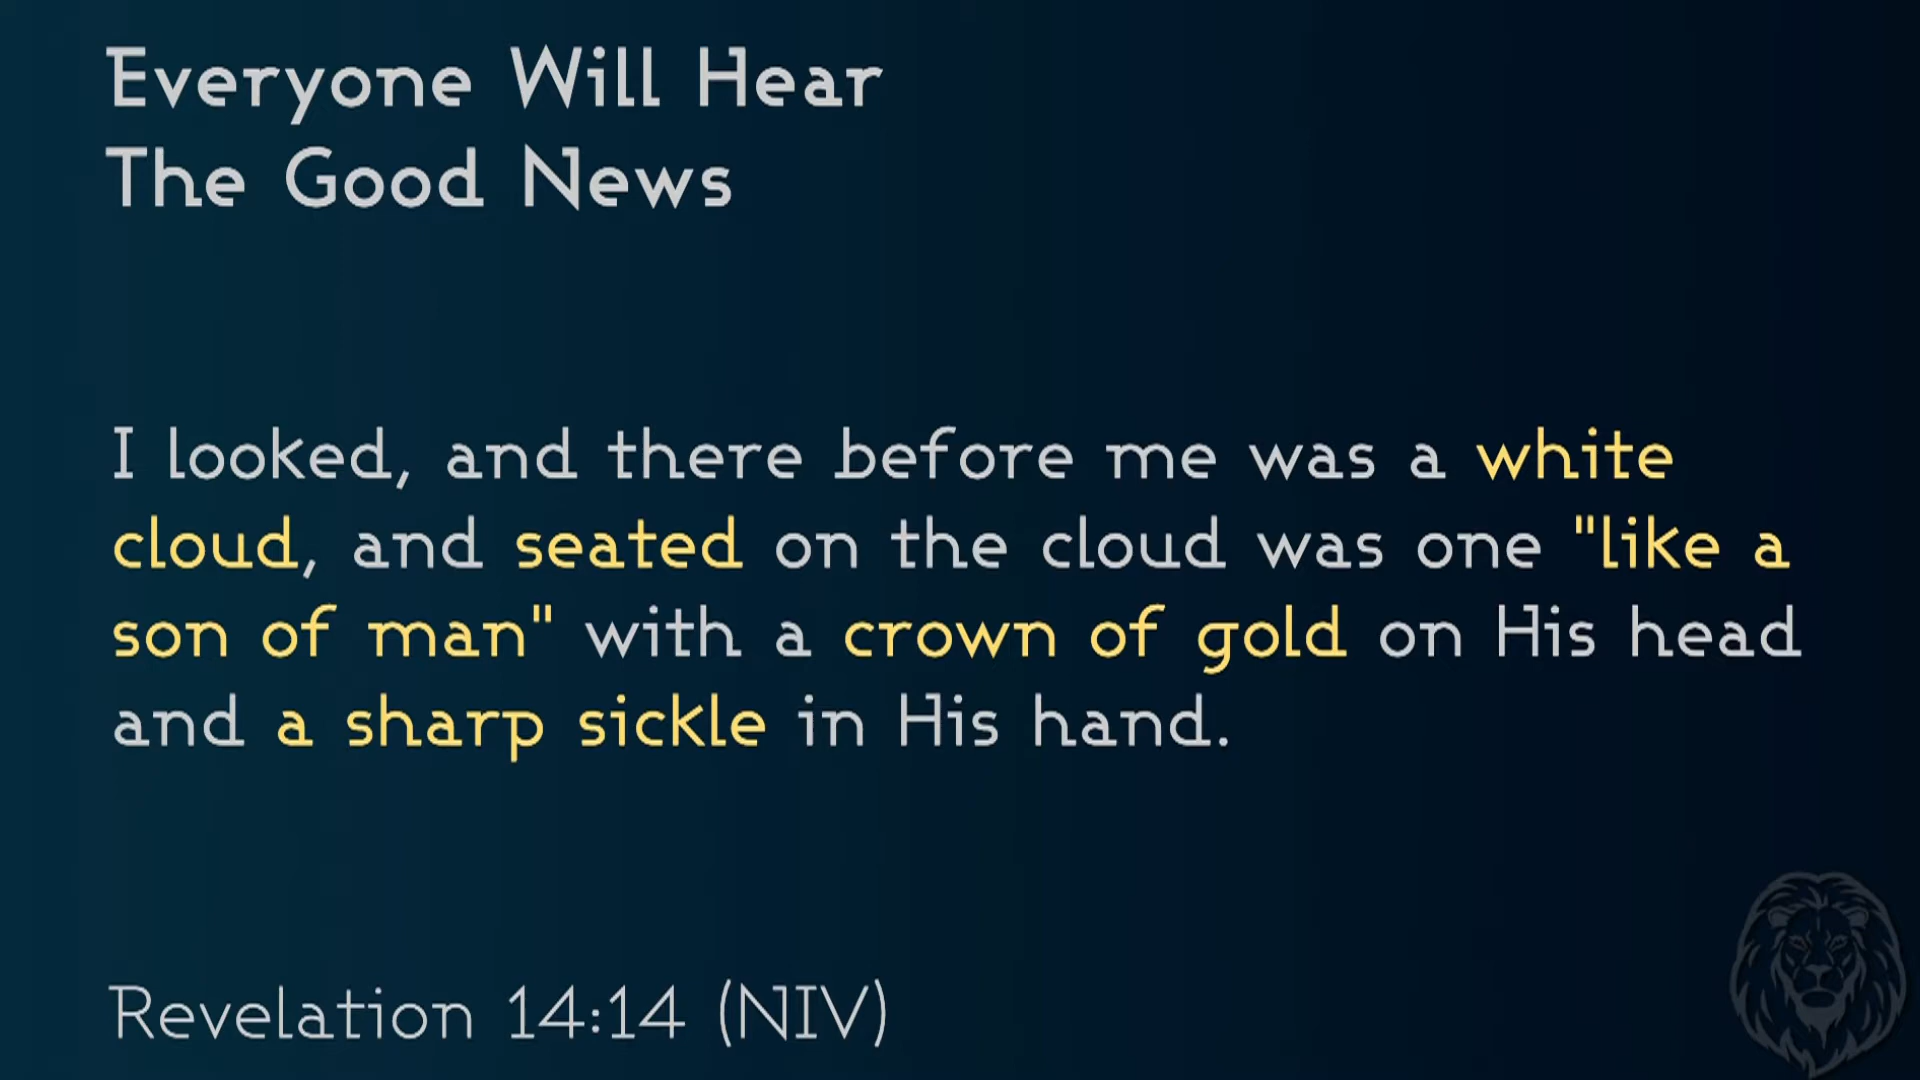 Everyone Will Hear
The Good News
I looked, and there before me was a white
cloud, and seated on the cloud was one "like a
son of man" with a crown of gold on His head
and a sharp sickle in His hand.
Revelation 14:14 (NIV)